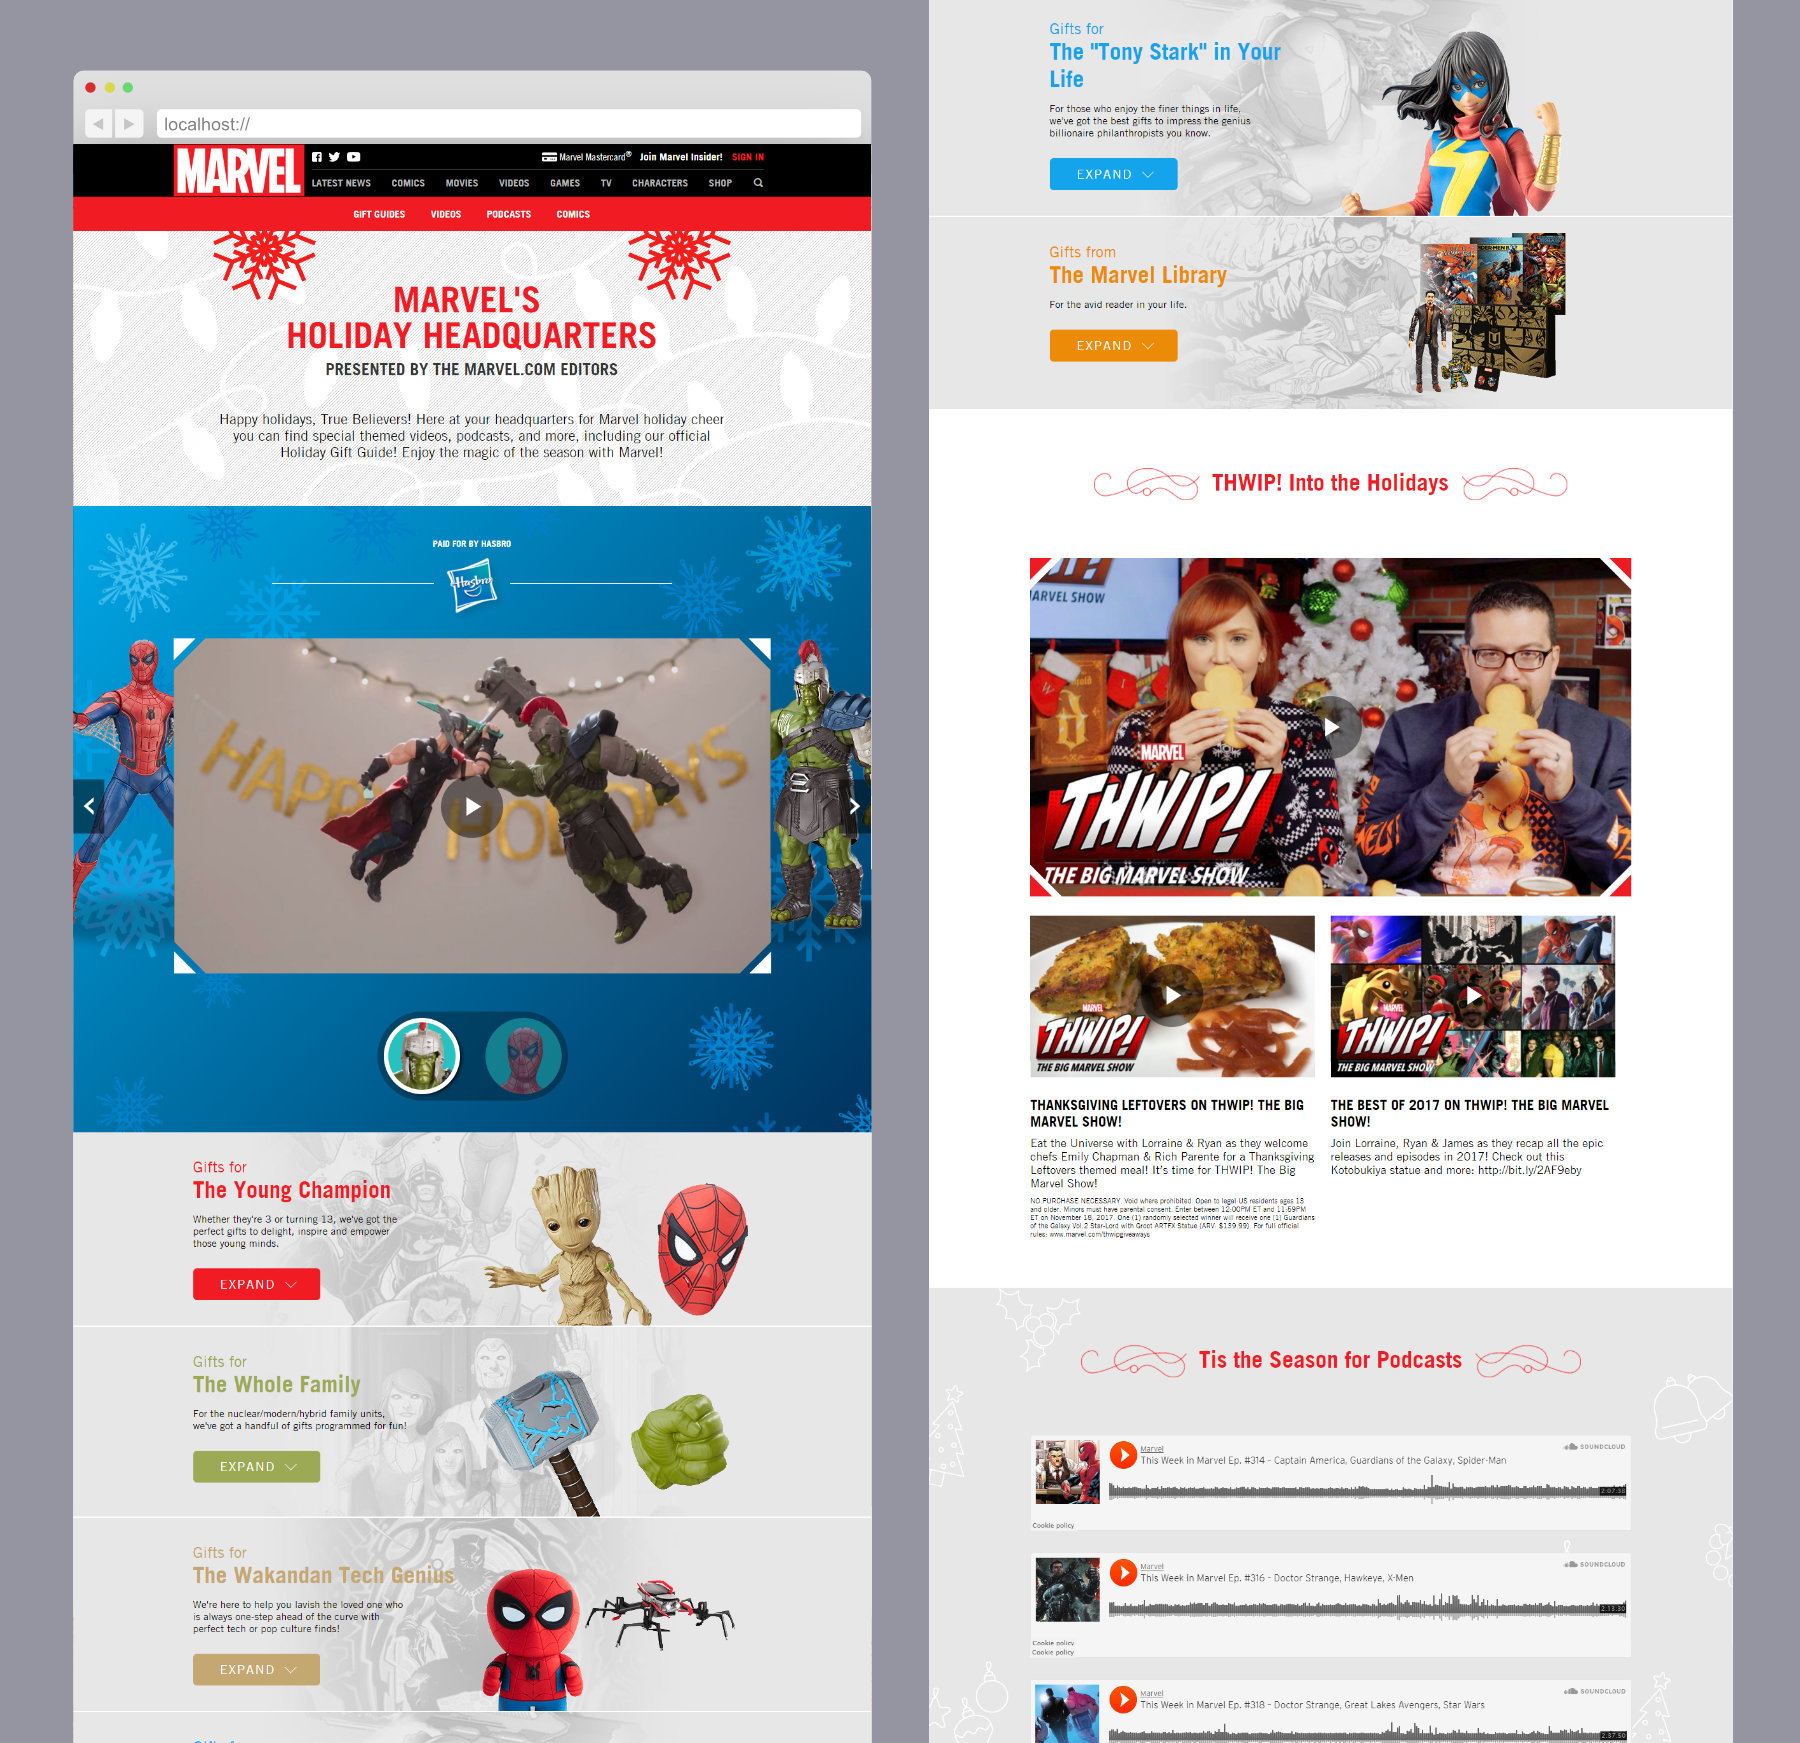 localhost://
MARVEL
Marvel Mastercard® Join Marvel Insider! SIGN IN
LATEST NEWS COMICS MOVIES VIDEOS GAMES TV CHARACTERS SHOP
GIFT GUIDES VIDEOS PODCASTS COMICS
MARVEL'S
HOLIDAY HEADQUARTERS
PRESENTED BY THE MARVEL.COM EDITORS
Happy holidays, True Believers! Here at your headquarters for Marvel holiday cheer
you can find special themed videos, podcasts, and more, including our official
Holiday Gift Guide! Enjoy the magic of the season with Marvel!
PAID FOR BY HASBRO
Hasbro
HAPPY HOLIDAYS
Gifts for
The Young Champion
Whether they're 3 or turning 13, we've got the
perfect gifts to delight, inspire and empower
those young minds.
EXPAND
Gifts for
The Whole Family
For the nuclear/modern/hybrid family units,
we've got a handful of gifts programmed for fun!
EXPAND
Gifts for
The Wakandan Tech Genius
We're here to help you lavish the loved one who
is always one-step ahead of the curve with
perfect tech or pop culture finds!
EXPAND
Gifts for
The "Tony Stark" in Your
Life
For those who enjoy the finer things in life,
we've got the best gifts to impress the genius
billionaire philanthropists you know.
EXPAND
Gifts from
The Marvel Library
For the avid reader in your life.
EXPAND
THWIP! Into the Holidays
MARVEL SHOW
MARVEL
THWIP!
THE BIG MARVEL SHOW
MARVEL
THWIP!
THE BIG MARVEL SHOW
MARVEL
THWIP!
THE BIG MARVEL SHOW
THANKSGIVING LEFTOVERS ON THWIP! THE BIG
MARVEL SHOW!
Eat the Universe with Lorraine & Ryan as they welcome
chefs Emily Chapman & Rich Parente for a Thanksgiving
Leftovers themed meal! It's time for THWIP! The Big
Marvel Show!
NO PURCHASE NECESSARY. Void where prohibited. Open to legal US residents ages 13
and older. Minors must have parental consent. Enter between 12:00PM ET and 11:59PM
ET on November 18, 2017. One (1) randomly selected winner will receive one (1) Guardians
of the Galaxy Vol.2 Star-Lord with Groot ARTFX Statue (ARV: $139.99). For full official
rules: www.marvel.com/thwipgiveaways
THE BEST OF 2017 ON THWIP! THE BIG MARVEL
SHOW!
Join Lorraine, Ryan & James as they recap all the epic
releases and episodes in 2017! Check out this
Kotobukiya statue and more: http://bit.ly/2AF9eby
Tis the Season for Podcasts
Marvel
SOUNDCLOUD
This Week in Marvel Ep. #314 - Captain America, Guardians of the Galaxy, Spider-Man
2:07:38
Cookie policy
Marvel
SOUNDCLOUD
This Week in Marvel Ep. #316 - Doctor Strange, Hawkeye, X-Men
2:13:30
Cookie policy
Cookie policy
Marvel
SOUNDCLOUD
This Week in Marvel Ep. #318 - Doctor Strange, Great Lakes Avengers, Star Wars
2:37:50